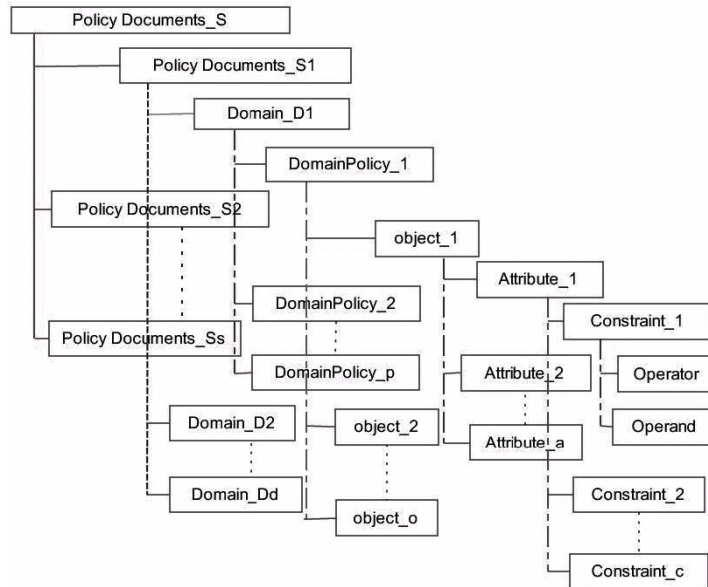 Policy Documents_S
Policy Documents_S1
Domain_D1
DomainPolicy_1
Policy Documents_S2
object_1
Attribute_1
DomainPolicy_2
Constraint_1
Policy Documents_Ss
DomainPolicy_p
Attribute_2
Operator
Domain_D2
object_2
Attribute_a
Operand
Domain_Dd
object_o
Constraint_2
Constraint_c